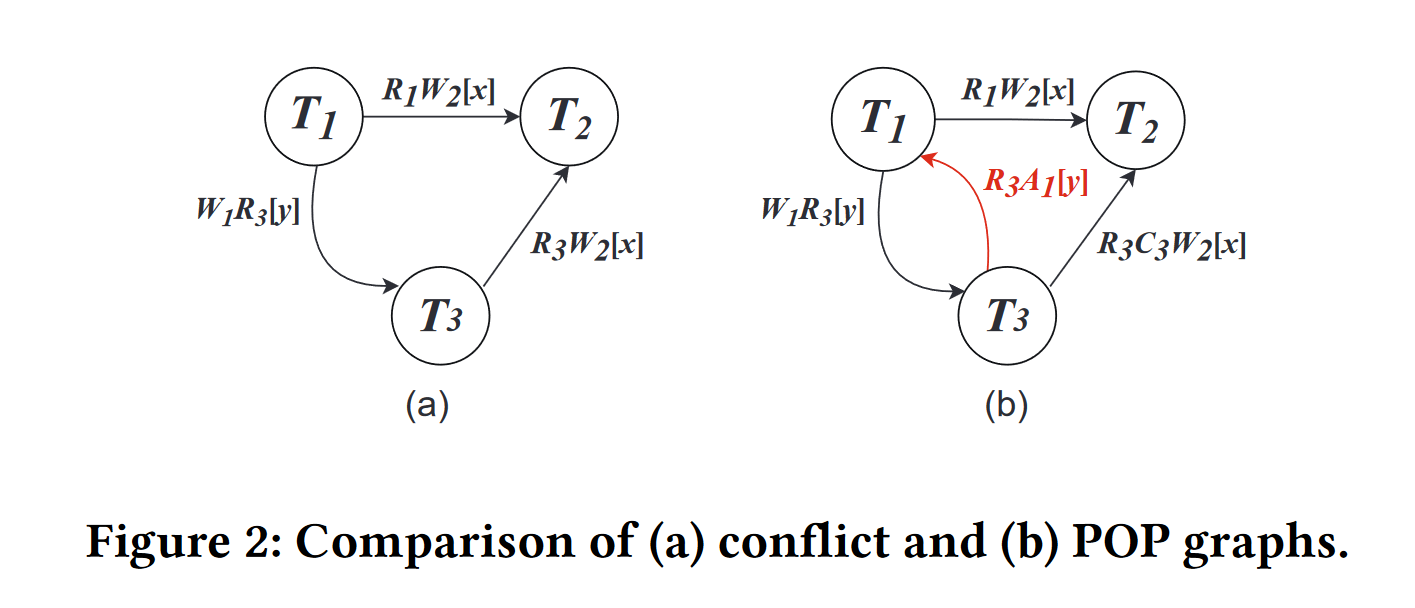 R1W2[x]
T1
T2
W1R3[y]
R3W2[x]
T3
(a)
R1W2[x]
T1
T2
R3A1[y]
W1R3[y]
R3C3W2[x]
T3
(b)
Figure 2: Comparison of (a) conflict and (b) POP graphs.